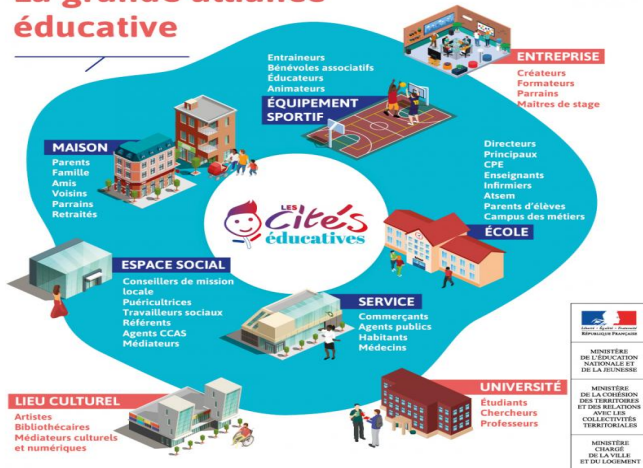 La grande alliance
éducative
Entraineurs
Bénévoles associatifs
Éducateurs
Animateurs
ÉQUIPEMENT
SPORTIF
ENTREPRISE
Créateurs
Formateurs
Parrains
Maîtres de stage
MAISON
Parents
Famille
Amis
Voisins
Parrains
Retraités
Directeurs
Principaux
CPE
Enseignants
Infirmiers
Atsem
Parents d'élèves
Campus des métiers
ÉCOLE
LES
Cités
éducatives
ESPACE SOCIAL
Conseillers de mission
locale
Puéricultrices
Travailleurs sociaux
Référents
Agents CCAS
Médiateurs
SERVICE
Commerçants
Agents publics
Habitants
Médecins
LIEU CULTUREL
Artistes
Bibliothécaires
Médiateurs culturels
et numériques
UNIVERSITÉ
Étudiants
Chercheurs
Professeurs
Liberté • Égalité • Fraternité
RÉPUBLIQUE FRANÇAISE
MINISTÈRE
DE L'ÉDUCATION
NATIONALE ET
DE LA JEUNESSE
MINISTÈRE
DE LA COHÉSION
DES TERRITOIRES
ET DES RELATIONS
AVEC LES
COLLECTIVITÉS
TERRITORIALES
MINISTÈRE
CHARGÉ
DE LA VILLE
ET DU LOGEMENT